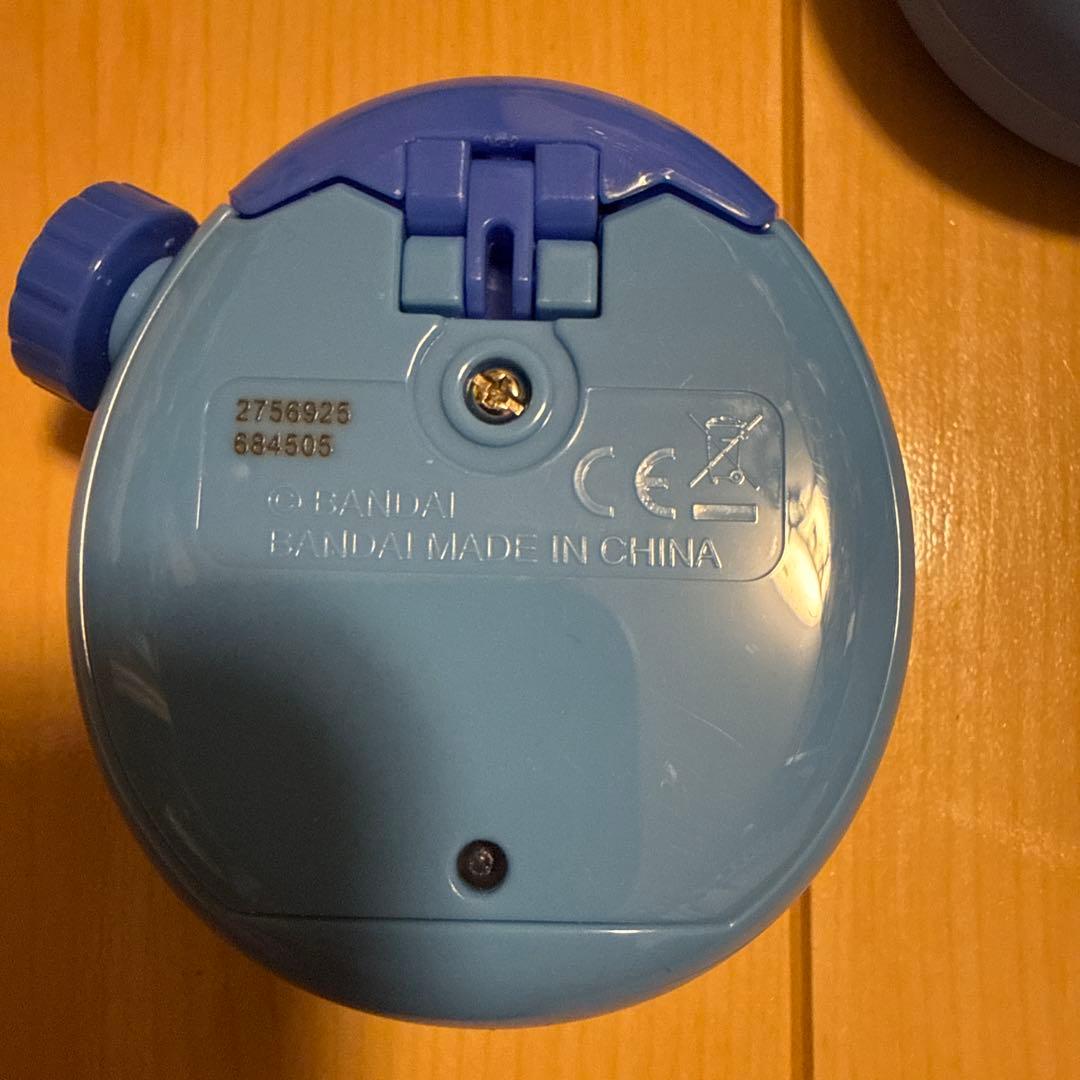 2756925
684505
© BANDAI
BANDAI MADE IN CHINA
CE